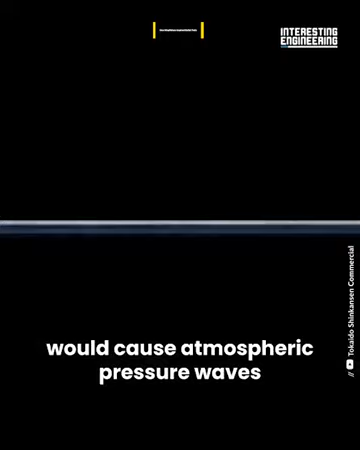 INTERESTING
ENGINEERING
// Tokaido Shinkansen Commercial
would cause atmospheric
pressure waves